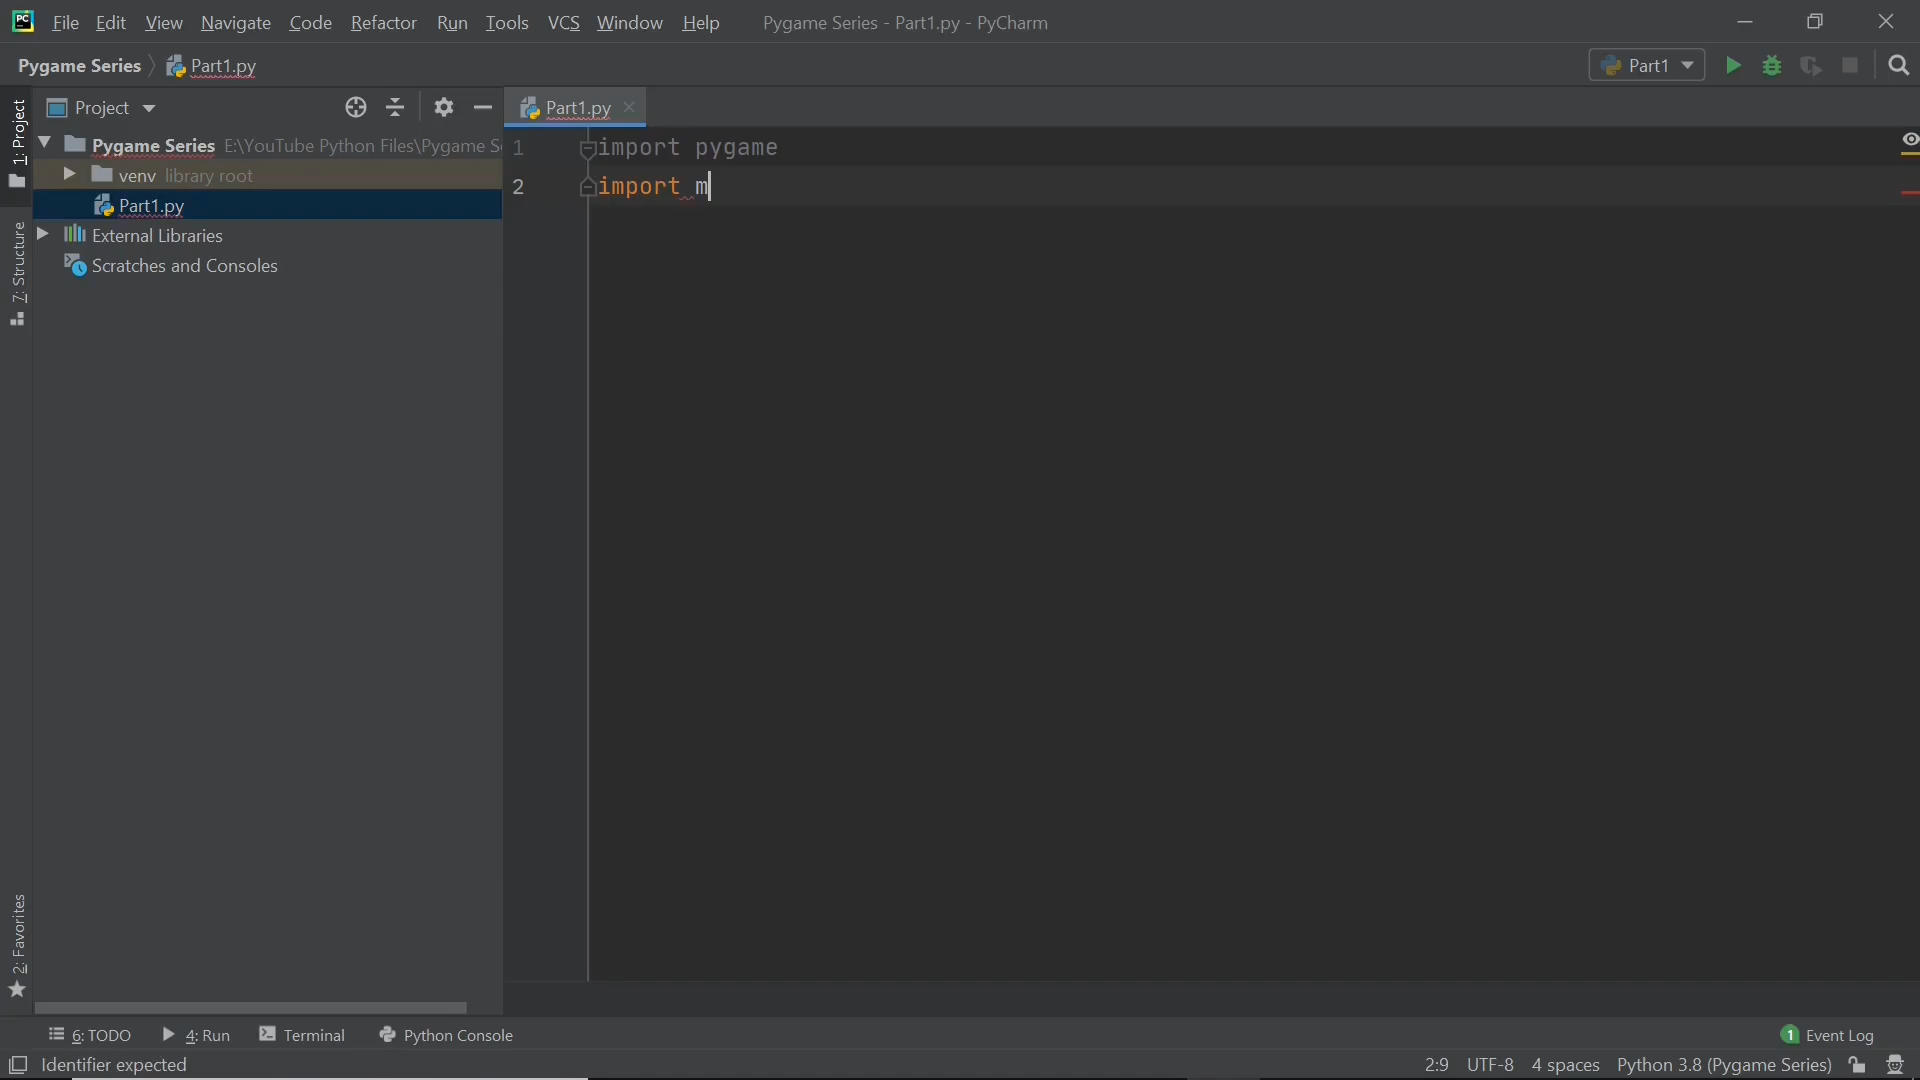 PC File Edit View Navigate Code Refactor Run Tools VCS Window Help Pygame Series - Part1.py - PyCharm
Pygame Series Part1.py Part1
1: Project
Project
Part1.py
Pygame Series E:\YouTube Python Files\Pygame S
venv library root
Part1.py
External Libraries
Scratches and Consoles
7: Structure
2: Favorites
1 import pygame
2 import m
6: TODO 4: Run Terminal Python Console 1 Event Log
Identifier expected 2:9 UTF-8 4 spaces Python 3.8 (Pygame Series)